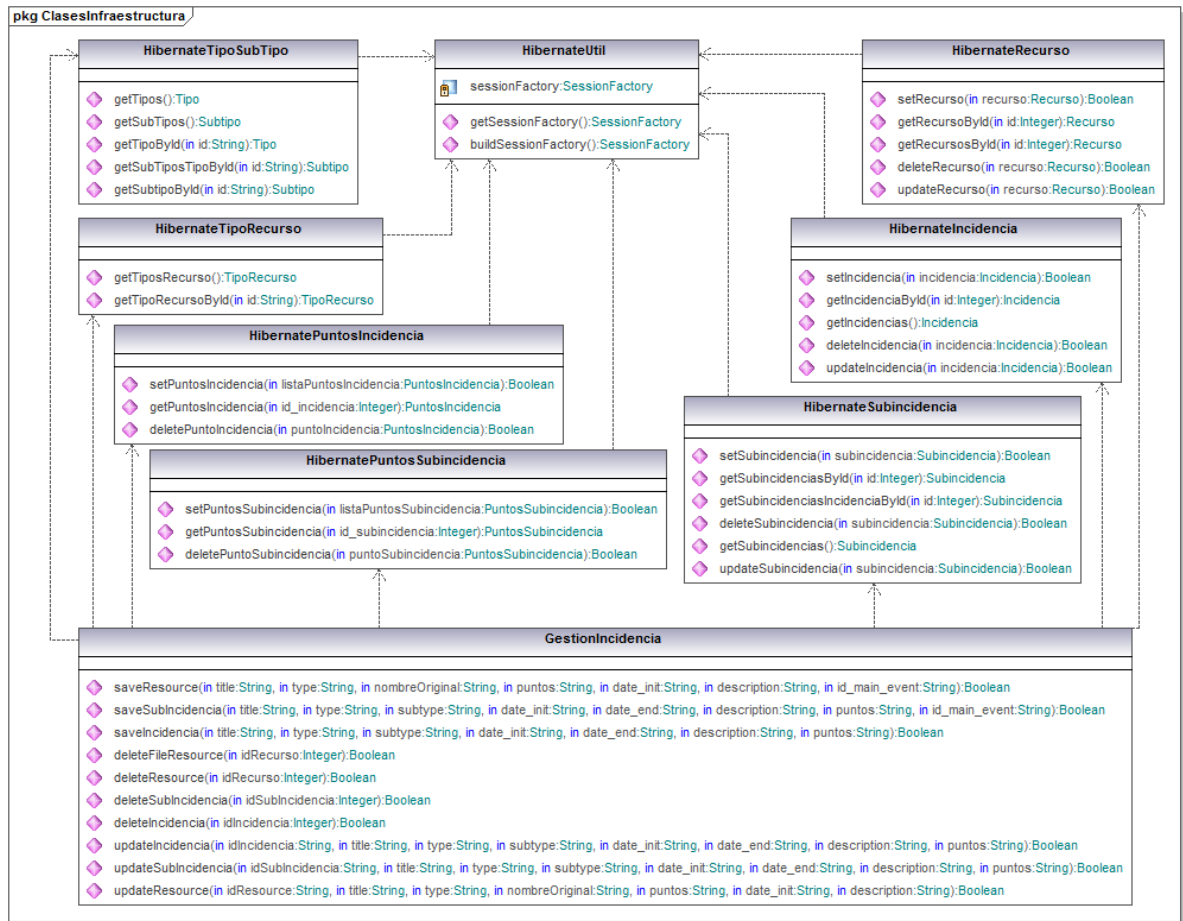 pkg ClasesInfraestructura
HibernateTipoSubTipo
getTipos():Tipo
getSubTipos():Subtipo
getTipoById(in id:String):Tipo
getSubTiposTipoById(in id:String):Subtipo
getSubtipoById(in id:String):Subtipo
HibernateUtil
sessionFactory:SessionFactory
getSessionFactory():SessionFactory
buildSessionFactory():SessionFactory
HibernateRecurso
setRecurso(in recurso:Recurso):Boolean
getRecursoById(in id:Integer):Recurso
getRecursosById(in id:Integer):Recurso
deleteRecurso(in recurso:Recurso):Boolean
updateRecurso(in recurso:Recurso):Boolean
HibernateTipoRecurso
getTiposRecurso():TipoRecurso
getTipoRecursoById(in id:String):TipoRecurso
HibernateIncidencia
setIncidencia(in incidencia:Incidencia):Boolean
getIncidenciaById(in id:Integer):Incidencia
getIncidencias():Incidencia
deleteIncidencia(in incidencia:Incidencia):Boolean
updateIncidencia(in incidencia:Incidencia):Boolean
HibernatePuntosIncidencia
setPuntosIncidencia(in listaPuntosIncidencia:PuntosIncidencia):Boolean
getPuntosIncidencia(in id_incidencia:Integer):PuntosIncidencia
deletePuntoIncidencia(in puntoIncidencia:PuntosIncidencia):Boolean
HibernateSubincidencia
setSubincidencia(in subincidencia:Subincidencia):Boolean
getSubincidenciasById(in id:Integer):Subincidencia
getSubincidenciasIncidenciaById(in id:Integer):Subincidencia
deleteSubincidencia(in subincidencia:Subincidencia):Boolean
getSubincidencias():Subincidencia
updateSubincidencia(in subincidencia:Subincidencia):Boolean
HibernatePuntosSubincidencia
setPuntosSubincidencia(in listaPuntosSubincidencia:PuntosSubincidencia):Boolean
getPuntosSubincidencia(in id_subincidencia:Integer):PuntosSubincidencia
deletePuntoSubincidencia(in puntoSubincidencia:PuntosSubincidencia):Boolean
GestionIncidencia
saveResource(in title:String, in type:String, in nombreOriginal:String, in puntos:String, in date_init:String, in description:String, in id_main_event:String):Boolean
saveSubIncidencia(in title:String, in type:String, in subtype:String, in date_init:String, in date_end:String, in description:String, in puntos:String, in id_main_event:String):Boolean
saveIncidencia(in title:String, in type:String, in subtype:String, in date_init:String, in date_end:String, in description:String, in puntos:String):Boolean
deleteFileResource(in idRecurso:Integer):Boolean
deleteResource(in idRecurso:Integer):Boolean
deleteSubIncidencia(in idSubIncidencia:Integer):Boolean
deleteIncidencia(in idIncidencia:Integer):Boolean
updateIncidencia(in idIncidencia:String, in title:String, in type:String, in subtype:String, in date_init:String, in date_end:String, in description:String, in puntos:String):Boolean
updateSubIncidencia(in idSubIncidencia:String, in title:String, in type:String, in subtype:String, in date_init:String, in date_end:String, in description:String, in puntos:String):Boolean
updateResource(in idResource:String, in title:String, in type:String, in nombreOriginal:String, in puntos:String, in date_init:String, in description:String):Boolean